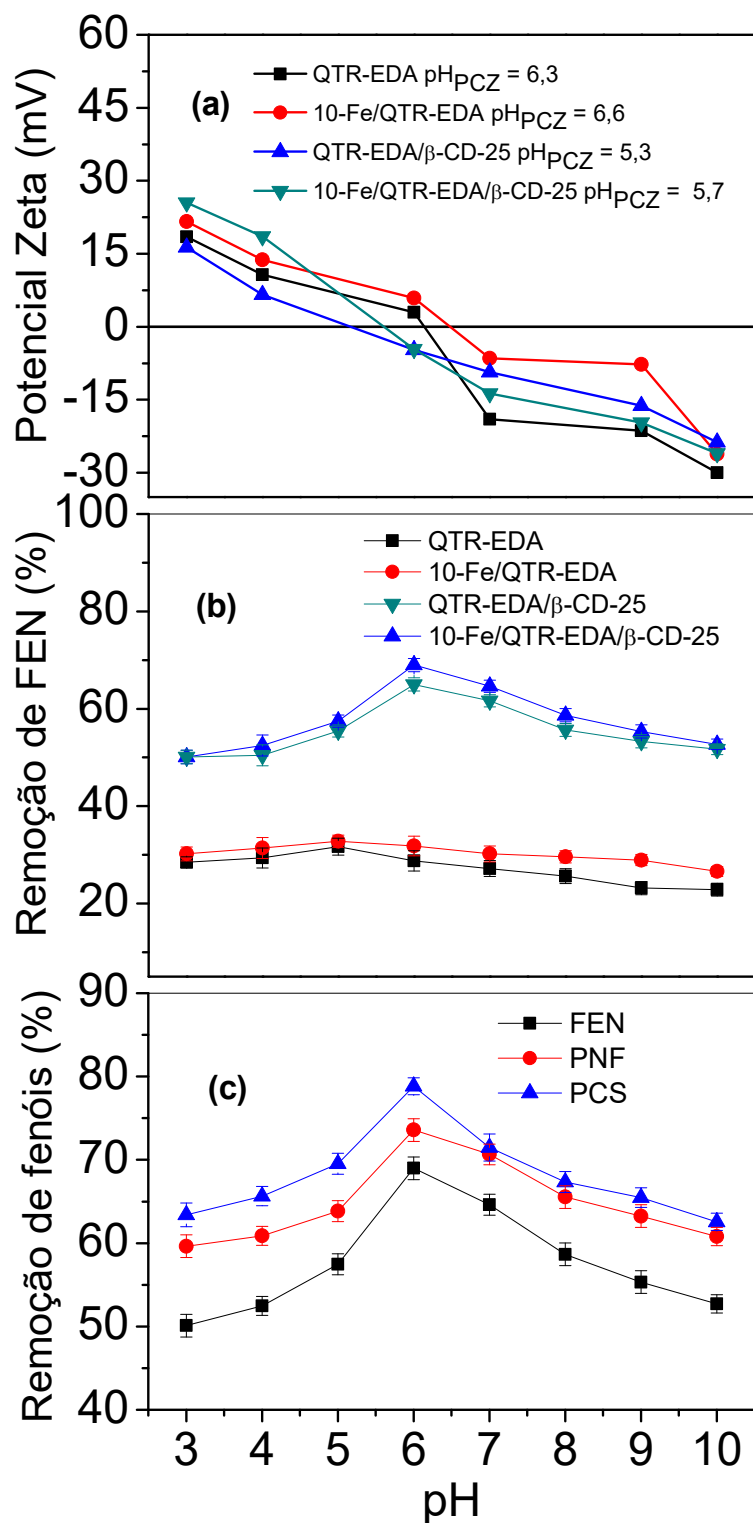 Potencial Zeta (mV)
60
45
30
15
0
-15
-30
(a)
QTR-EDA pHPCZ = 6,3
10-Fe/QTR-EDA pHPCZ = 6,6
QTR-EDA/β-CD-25 pHPCZ = 5,3
10-Fe/QTR-EDA/β-CD-25 pHPCZ = 5,7
Remoção de FEN (%)
100
80
60
40
20
(b)
QTR-EDA
10-Fe/QTR-EDA
QTR-EDA/β-CD-25
10-Fe/QTR-EDA/β-CD-25
Remoção de fenóis (%)
90
80
70
60
50
40
(c)
FEN
PNF
PCS
3 4 5 6 7 8 9 10
pH